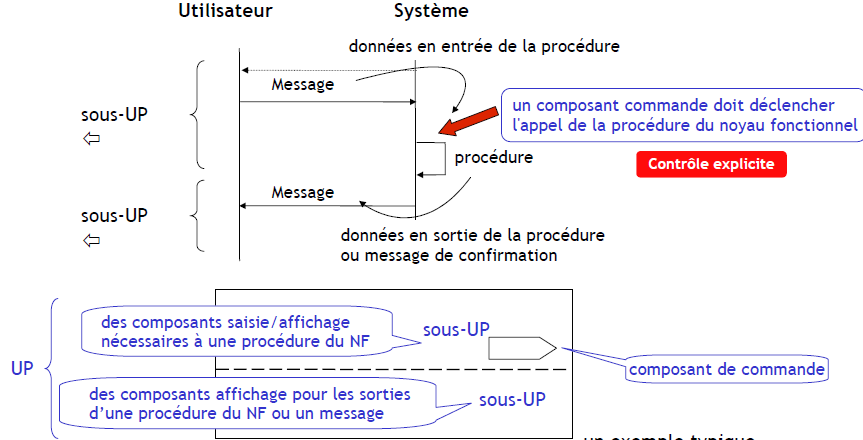 Utilisateur
Système
données en entrée de la procédure
Message
sous-UP
un composant commande doit déclencher
l'appel de la procédure du noyau fonctionnel
procédure
Contrôle explicite
Message
sous-UP
données en sortie de la procédure
ou message de confirmation
des composants saisie/affichage
nécessaires à une procédure du NF
sous-UP
UP
composant de commande
des composants affichage pour les sorties
d'une procédure du NF ou un message
sous-UP
un exemple typique